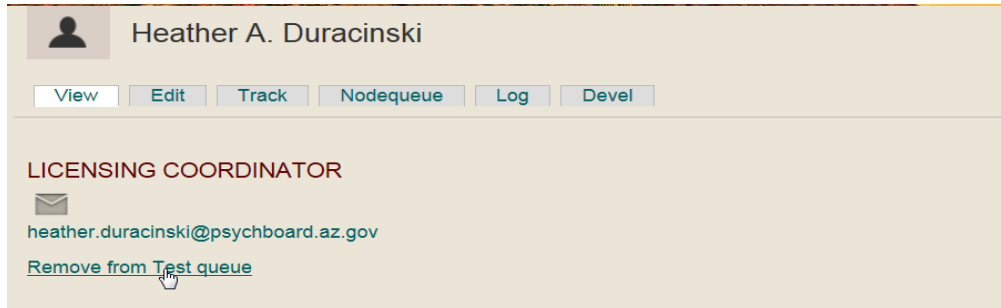 Heather A. Duracinski
View Edit Track Nodequeue Log Devel
LICENSING COORDINATOR
heather.duracinski@psychboard.az.gov
Remove from Test queue